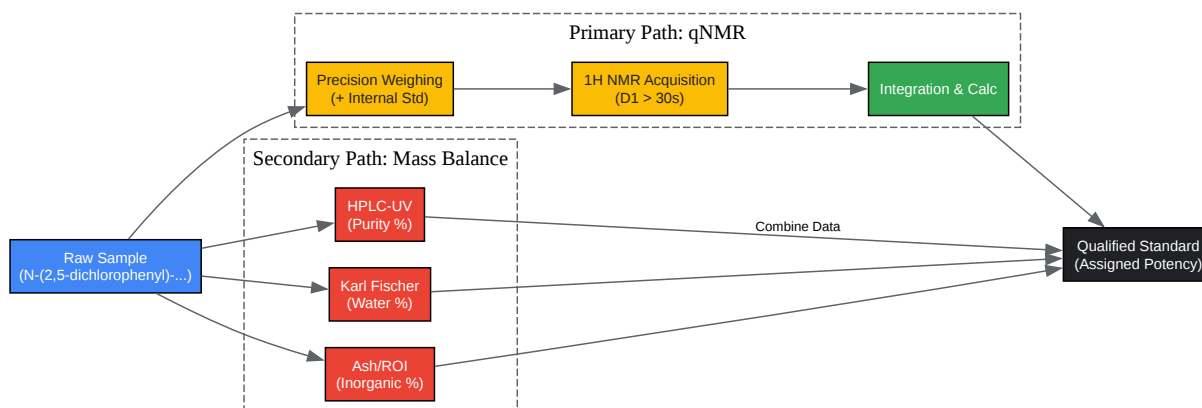 Primary Path: qNMR
Precision Weighing
(+ Internal Std)
1H NMR Acquisition
(D1 > 30s)
Integration & Calc
Secondary Path: Mass Balance
HPLC-UV
(Purity %)
Combine Data
Raw Sample
(N-(2,5-dichlorophenyl)-...)
Karl Fischer
(Water %)
Qualified Standard
(Assigned Potency)
Ash/ROI
(Inorganic %)